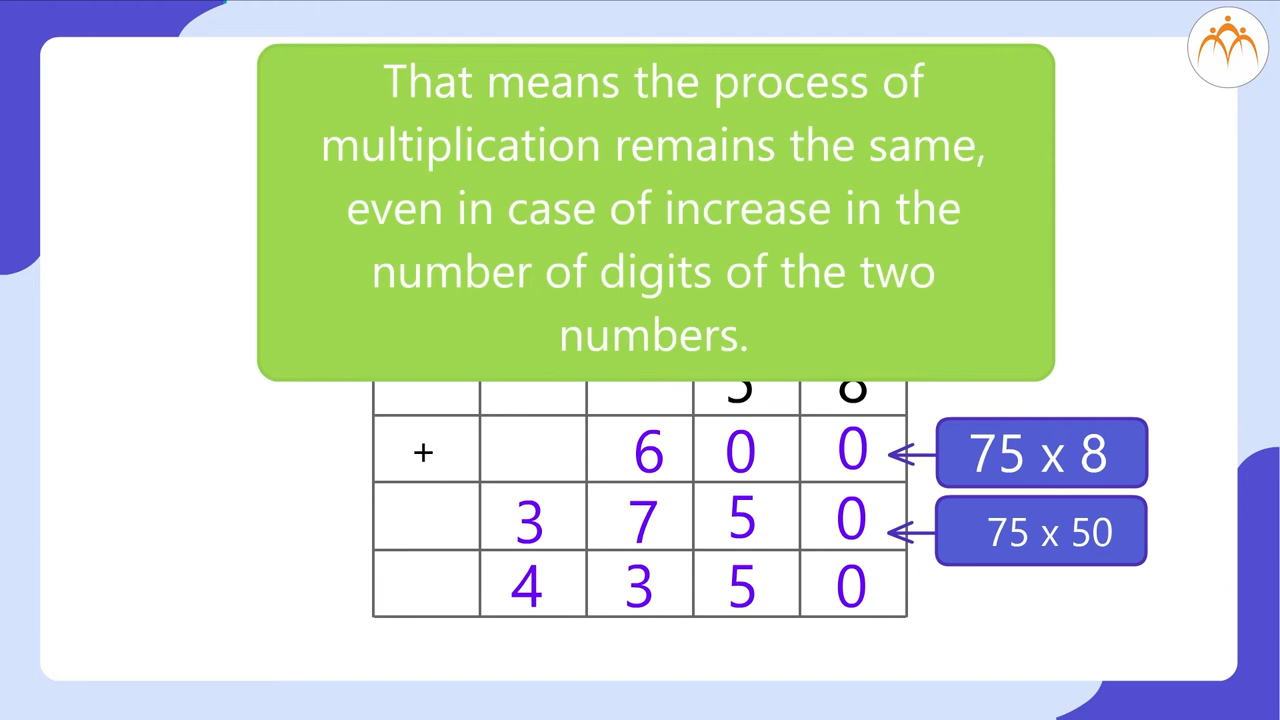 That means the process of
multiplication remains the same,
even in case of increase in the
number of digits of the two
numbers.
5 8
+ 6 0 0 75 x 8
3 7 5 0 75 x 50
4 3 5 0